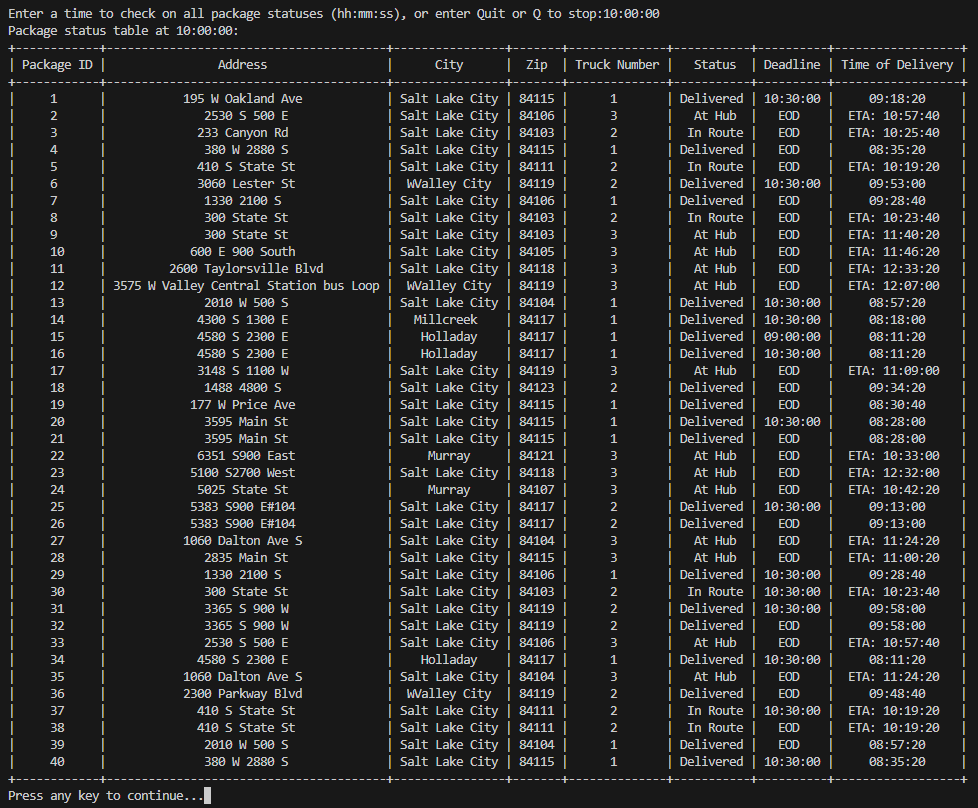 Enter a time to check on all package statuses (hh:mm:ss), or enter Quit or Q to stop:10:00:00
Package status table at 10:00:00:
+------------+----------------------------------------+----------------+-------+--------------+-----------+----------+------------------+
| Package ID | Address | City | Zip | Truck Number | Status | Deadline | Time of Delivery |
+------------+----------------------------------------+----------------+-------+--------------+-----------+----------+------------------+
| 1 | 195 W Oakland Ave | Salt Lake City | 84115 | 1 | Delivered | 10:30:00 | 09:18:20 |
| 2 | 2530 S 500 E | Salt Lake City | 84106 | 3 | At Hub | EOD | ETA: 10:57:40 |
| 3 | 233 Canyon Rd | Salt Lake City | 84103 | 2 | In Route | EOD | ETA: 10:25:40 |
| 4 | 380 W 2880 S | Salt Lake City | 84115 | 1 | Delivered | EOD | 08:35:20 |
| 5 | 410 S State St | Salt Lake City | 84111 | 2 | In Route | EOD | ETA: 10:19:20 |
| 6 | 3060 Lester St | WValley City | 84119 | 2 | Delivered | 10:30:00 | 09:53:00 |
| 7 | 1330 2100 S | Salt Lake City | 84106 | 1 | Delivered | EOD | 09:28:40 |
| 8 | 300 State St | Salt Lake City | 84103 | 2 | In Route | EOD | ETA: 10:23:40 |
| 9 | 300 State St | Salt Lake City | 84103 | 3 | At Hub | EOD | ETA: 11:40:20 |
| 10 | 600 E 900 South | Salt Lake City | 84105 | 3 | At Hub | EOD | ETA: 11:46:20 |
| 11 | 2600 Taylorsville Blvd | Salt Lake City | 84118 | 3 | At Hub | EOD | ETA: 12:33:20 |
| 12 | 3575 W Valley Central Station bus Loop | WValley City | 84119 | 3 | At Hub | EOD | ETA: 12:07:00 |
| 13 | 2010 W 500 S | Salt Lake City | 84104 | 1 | Delivered | 10:30:00 | 08:57:20 |
| 14 | 4300 S 1300 E | Millcreek | 84117 | 1 | Delivered | 10:30:00 | 08:18:00 |
| 15 | 4580 S 2300 E | Holladay | 84117 | 1 | Delivered | 09:00:00 | 08:11:20 |
| 16 | 4580 S 2300 E | Holladay | 84117 | 1 | Delivered | 10:30:00 | 08:11:20 |
| 17 | 3148 S 1100 W | Salt Lake City | 84119 | 3 | At Hub | EOD | ETA: 11:09:00 |
| 18 | 1488 4800 S | Salt Lake City | 84123 | 2 | Delivered | EOD | 09:34:20 |
| 19 | 177 W Price Ave | Salt Lake City | 84115 | 1 | Delivered | EOD | 08:30:40 |
| 20 | 3595 Main St | Salt Lake City | 84115 | 1 | Delivered | 10:30:00 | 08:28:00 |
| 21 | 3595 Main St | Salt Lake City | 84115 | 1 | Delivered | EOD | 08:28:00 |
| 22 | 6351 S900 East | Murray | 84121 | 3 | At Hub | EOD | ETA: 10:33:00 |
| 23 | 5100 S2700 West | Salt Lake City | 84118 | 3 | At Hub | EOD | ETA: 12:32:00 |
| 24 | 5025 State St | Murray | 84107 | 3 | At Hub | EOD | ETA: 10:42:20 |
| 25 | 5383 S900 E#104 | Salt Lake City | 84117 | 2 | Delivered | 10:30:00 | 09:13:00 |
| 26 | 5383 S900 E#104 | Salt Lake City | 84117 | 2 | Delivered | EOD | 09:13:00 |
| 27 | 1060 Dalton Ave S | Salt Lake City | 84104 | 3 | At Hub | EOD | ETA: 11:24:20 |
| 28 | 2835 Main St | Salt Lake City | 84115 | 3 | At Hub | EOD | ETA: 11:00:20 |
| 29 | 1330 2100 S | Salt Lake City | 84106 | 1 | Delivered | 10:30:00 | 09:28:40 |
| 30 | 300 State St | Salt Lake City | 84103 | 2 | In Route | 10:30:00 | ETA: 10:23:40 |
| 31 | 3365 S 900 W | Salt Lake City | 84119 | 2 | Delivered | 10:30:00 | 09:58:00 |
| 32 | 3365 S 900 W | Salt Lake City | 84119 | 2 | Delivered | EOD | 09:58:00 |
| 33 | 2530 S 500 E | Salt Lake City | 84106 | 3 | At Hub | EOD | ETA: 10:57:40 |
| 34 | 4580 S 2300 E | Holladay | 84117 | 1 | Delivered | 10:30:00 | 08:11:20 |
| 35 | 1060 Dalton Ave S | Salt Lake City | 84104 | 3 | At Hub | EOD | ETA: 11:24:20 |
| 36 | 2300 Parkway Blvd | WValley City | 84119 | 2 | Delivered | EOD | 09:48:40 |
| 37 | 410 S State St | Salt Lake City | 84111 | 2 | In Route | 10:30:00 | ETA: 10:19:20 |
| 38 | 410 S State St | Salt Lake City | 84111 | 2 | In Route | EOD | ETA: 10:19:20 |
| 39 | 2010 W 500 S | Salt Lake City | 84104 | 1 | Delivered | EOD | 08:57:20 |
| 40 | 380 W 2880 S | Salt Lake City | 84115 | 1 | Delivered | 10:30:00 | 08:35:20 |
+------------+----------------------------------------+----------------+-------+--------------+-----------+----------+------------------+
Press any key to continue...